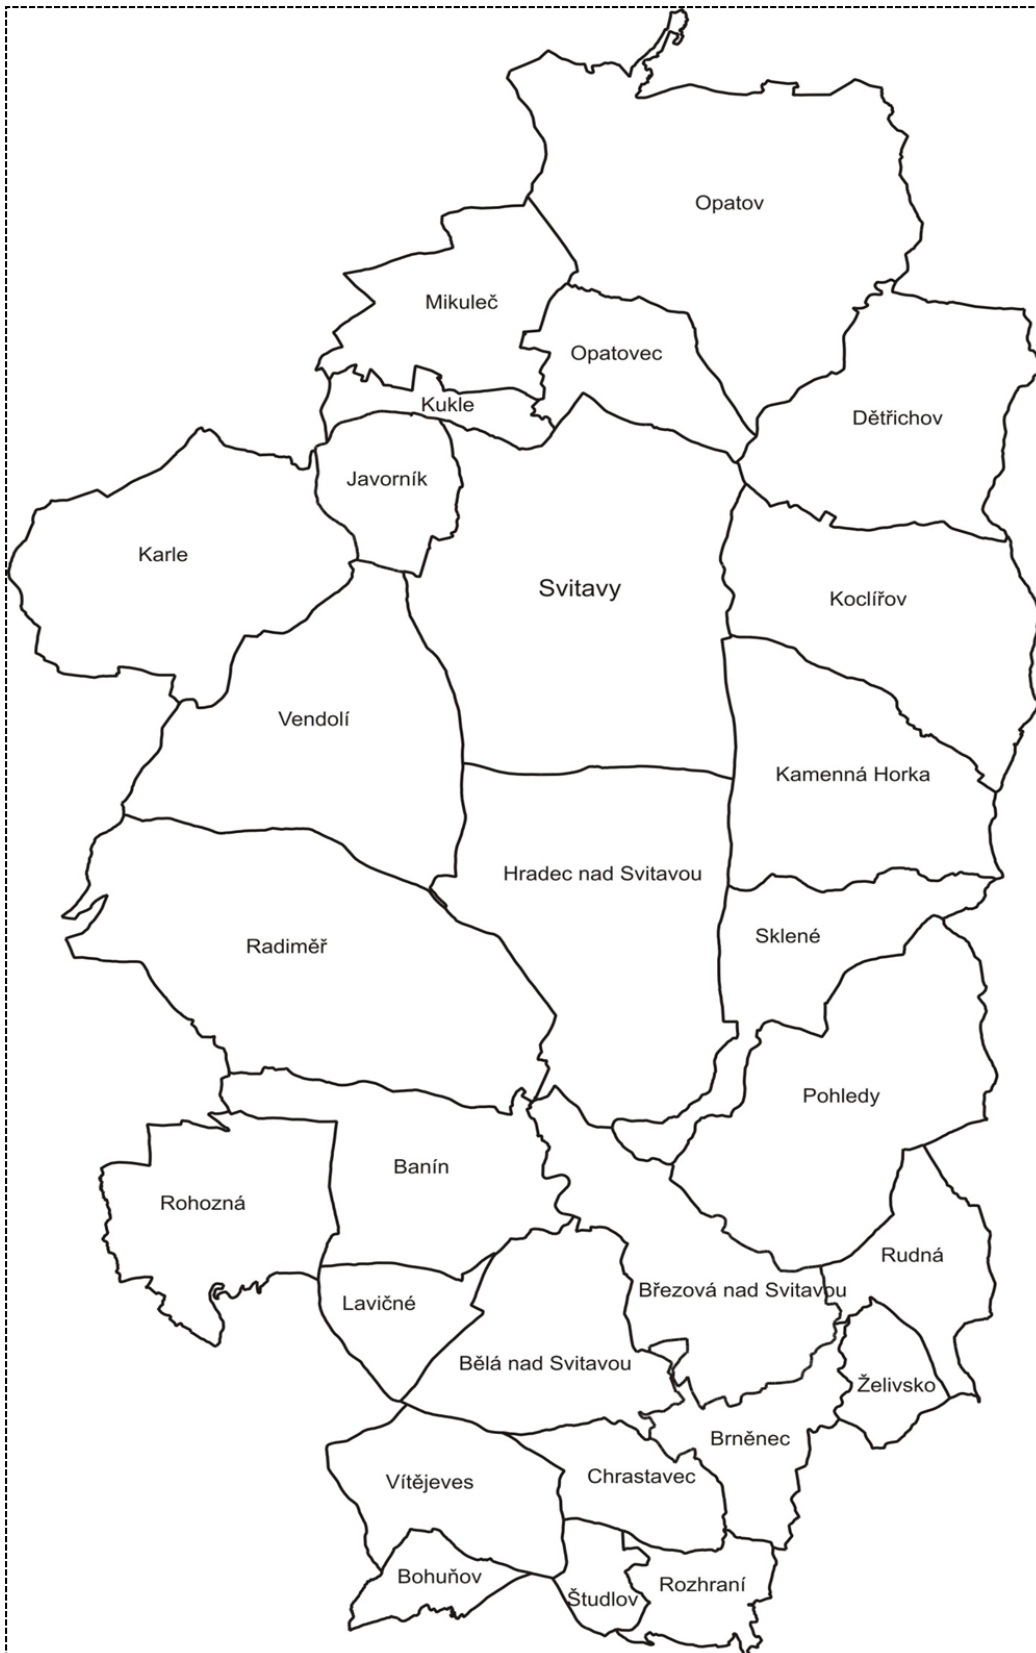 Opatov
Mikuleč
Opatovec
Kukle
Dětřichov
Javorník
Karle
Svitavy
Koclířov
Vendolí
Kamenná Horka
Hradec nad Svitavou
Sklené
Radiměř
Pohledy
Banín
Rohozná
Rudná
Březová nad Svitavou
Lavičné
Bělá nad Svitavou
Želivsko
Brněnec
Chrastavec
Vítějeves
Bohuňov
Rozhraní
Študlov